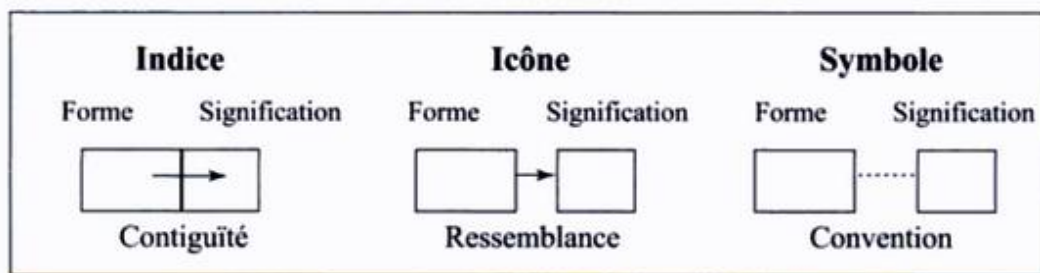 Indice Icône Symbole
Forme Signification Forme Signification Forme Signification
Contiguïté Ressemblance Convention